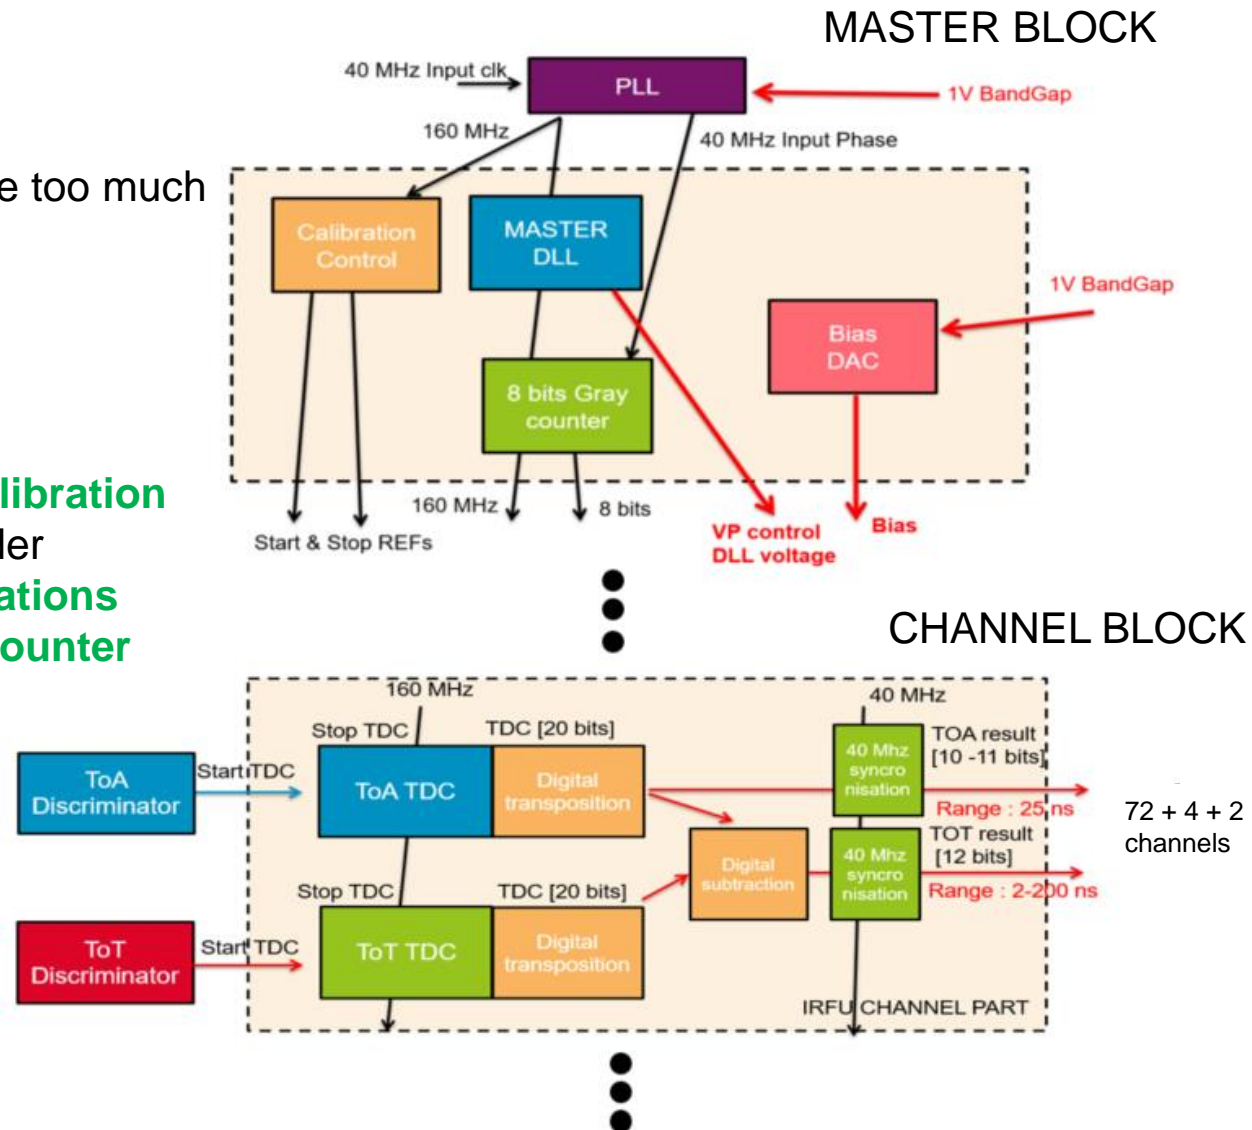 MASTER BLOCK
40 MHz Input clk
PLL
1V BandGap
160 MHz
40 MHz Input Phase
e too much
Calibration
Control
MASTER
DLL
1V BandGap
Bias
DAC
8 bits Gray
counter
160 MHz
8 bits
Start & Stop REFs
VP control
DLL voltage
Bias
libration
ler
ations
ounter
CHANNEL BLOCK
160 MHz
40 MHz
Stop TDC
TDC [20 bits]
ToA
Discriminator
Start TDC
ToA TDC
Digital
transposition
40 Mhz
syncro
nisation
TOA result
[10 -11 bits]
Range : 25 ns
72 + 4 + 2
channels
Stop TDC
TDC [20 bits]
Digital
subtraction
40 Mhz
syncro
nisation
TOT result
[12 bits]
Range : 2-200 ns
ToT
Discriminator
Start TDC
ToT TDC
Digital
transposition
IRFU CHANNEL PART